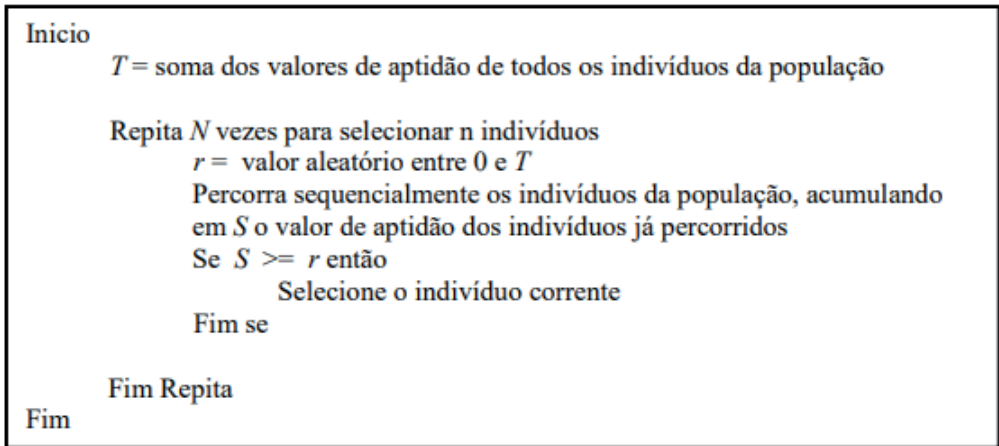 Inicio
T = soma dos valores de aptidão de todos os indivíduos da população
Repita N vezes para selecionar n indivíduos
r = valor aleatório entre 0 e T
Percorra sequencialmente os indivíduos da população, acumulando
em S o valor de aptidão dos indivíduos já percorridos
Se S >= r então
Selecione o indivíduo corrente
Fim se
Fim Repita
Fim